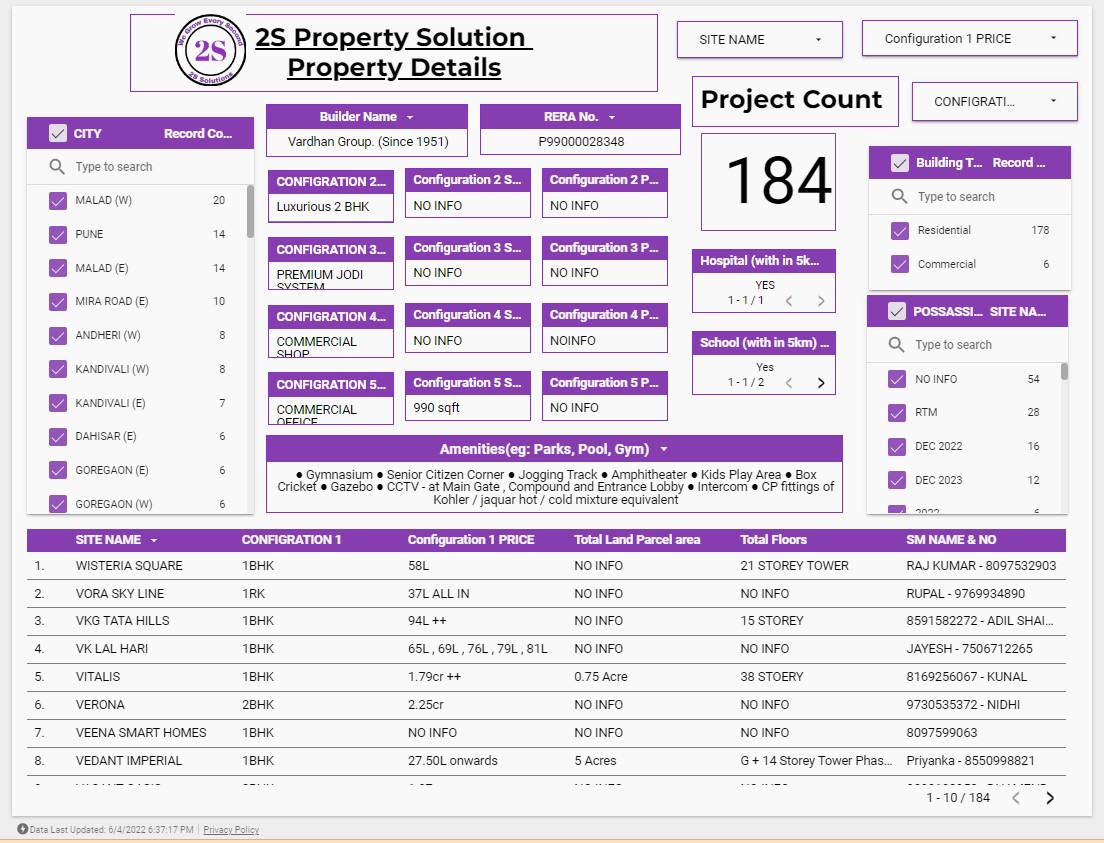 We Grow Every Second
2S
2S Solutions
2S Property Solution
Property Details
SITE NAME
Configuration 1 PRICE
Project Count
CONFIGRATI...
184
CITY Record Co...
Type to search
MALAD (W) 20
PUNE 14
MALAD (E) 14
MIRA ROAD (E) 10
ANDHERI (W) 8
KANDIVALI (W) 8
KANDIVALI (E) 7
DAHISAR (E) 6
GOREGAON (E) 6
GOREGAON (W) 6
Builder Name
Vardhan Group. (Since 1951)
RERA No.
P99000028348
CONFIGRATION 2...
Luxurious 2 BHK
Configuration 2 S...
NO INFO
Configuration 2 P...
NO INFO
CONFIGRATION 3...
PREMIUM JODI
SYSTEM
Configuration 3 S...
NO INFO
Configuration 3 P...
NO INFO
CONFIGRATION 4...
COMMERCIAL
SHOP
Configuration 4 S...
NO INFO
Configuration 4 P...
NOINFO
CONFIGRATION 5...
COMMERCIAL
OFFICE
Configuration 5 S...
990 sqft
Configuration 5 P...
NO INFO
Hospital (with in 5k...
YES
1 - 1 / 1
School (with in 5km) ...
Yes
1 - 1 / 2
Building T... Record ...
Type to search
Residential 178
Commercial 6
POSSASSI... SITE NA...
Type to search
NO INFO 54
RTM 28
DEC 2022 16
DEC 2023 12
2022 6
Amenities(eg: Parks, Pool, Gym)
● Gymnasium ● Senior Citizen Corner ● Jogging Track ● Amphitheater ● Kids Play Area ● Box
Cricket ● Gazebo ● CCTV - at Main Gate , Compound and Entrance Lobby ● Intercom ● CP fittings of
Kohler / jaquar hot / cold mixture equivalent
SITE NAME CONFIGRATION 1 Configuration 1 PRICE Total Land Parcel area Total Floors SM NAME & NO
1. WISTERIA SQUARE 1BHK 58L NO INFO 21 STOREY TOWER RAJ KUMAR - 8097532903
2. VORA SKY LINE 1RK 37L ALL IN NO INFO NO INFO RUPAL - 9769934890
3. VKG TATA HILLS 1BHK 94L ++ NO INFO 15 STOREY 8591582272 - ADIL SHAI...
4. VK LAL HARI 1BHK 65L , 69L , 76L , 79L , 81L NO INFO NO INFO JAYESH - 7506712265
5. VITALIS 1BHK 1.79cr ++ 0.75 Acre 38 STOERY 8169256067 - KUNAL
6. VERONA 2BHK 2.25cr NO INFO NO INFO 9730535372 - NIDHI
7. VEENA SMART HOMES 1BHK NO INFO NO INFO NO INFO 8097599063
8. VEDANT IMPERIAL 1BHK 27.50L onwards 5 Acres G + 14 Storey Tower Phas... Priyanka - 8550998821
1 - 10 / 184
Data Last Updated: 6/4/2022 6:37:17 PM | Privacy Policy